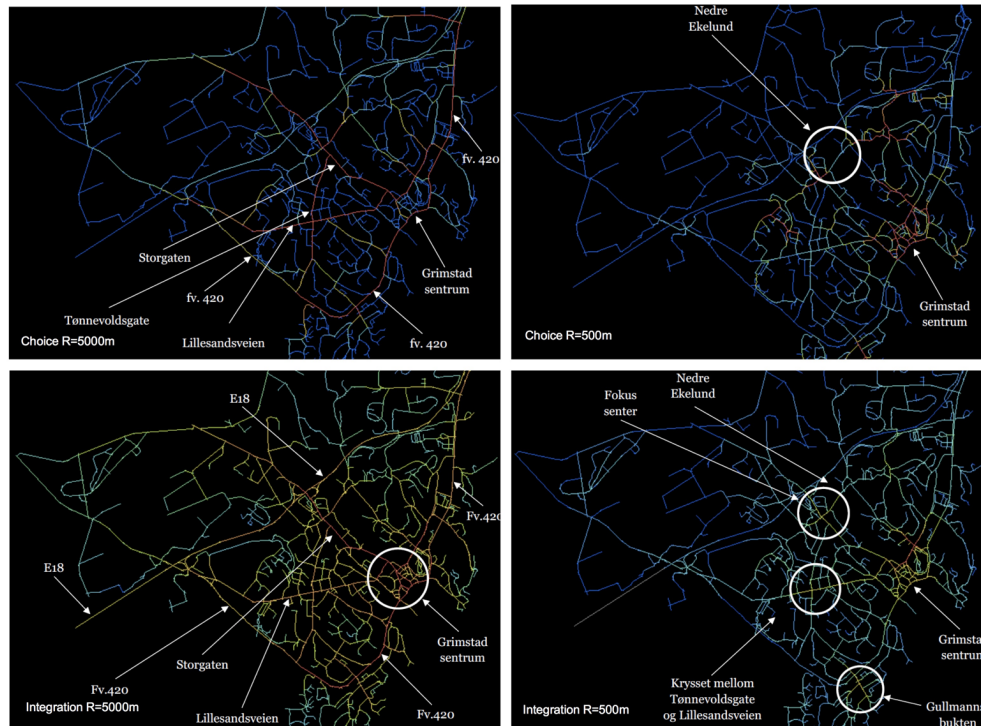 fv. 420
Storgaten
fv. 420
Tønnevoldsgate
Lillesandsveien
Grimstad
sentrum
fv. 420
Choice R=5000m
Nedre
Ekelund
Grimstad
sentrum
Choice R=500m
E18
Fv.420
E18
Storgaten
Fv.420
Lillesandsveien
Grimstad
sentrum
Fv.420
Integration R=5000m
Fokus
senter
Nedre
Ekelund
Grimstad
sentrum
Krysset mellom
Tønnevoldsgate
og Lillesandsveien
Gullmanns
bukten
Integration R=500m